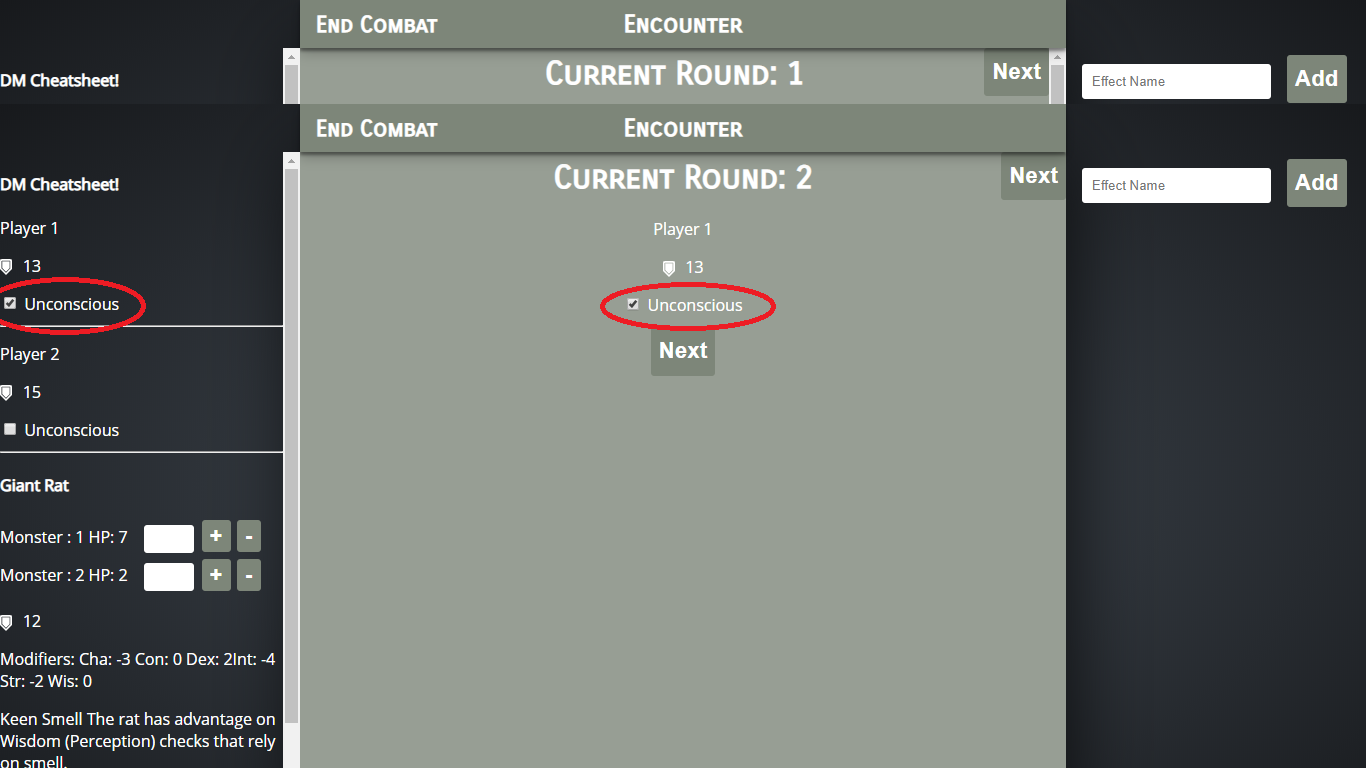 End Combat Encounter
DM Cheatsheet!
Current Round: 1
Next
Effect Name
Add
End Combat Encounter
DM Cheatsheet!
Player 1
13
Unconscious
Player 2
15
Unconscious
Giant Rat
Monster : 1 HP: 7 + -
Monster : 2 HP: 2 + -
12
Modifiers: Cha: -3 Con: 0 Dex: 2Int: -4
Str: -2 Wis: 0
Keen Smell The rat has advantage on
Wisdom (Perception) checks that rely
on smell.
Current Round: 2
Next
Player 1
13
Unconscious
Next
Effect Name
Add